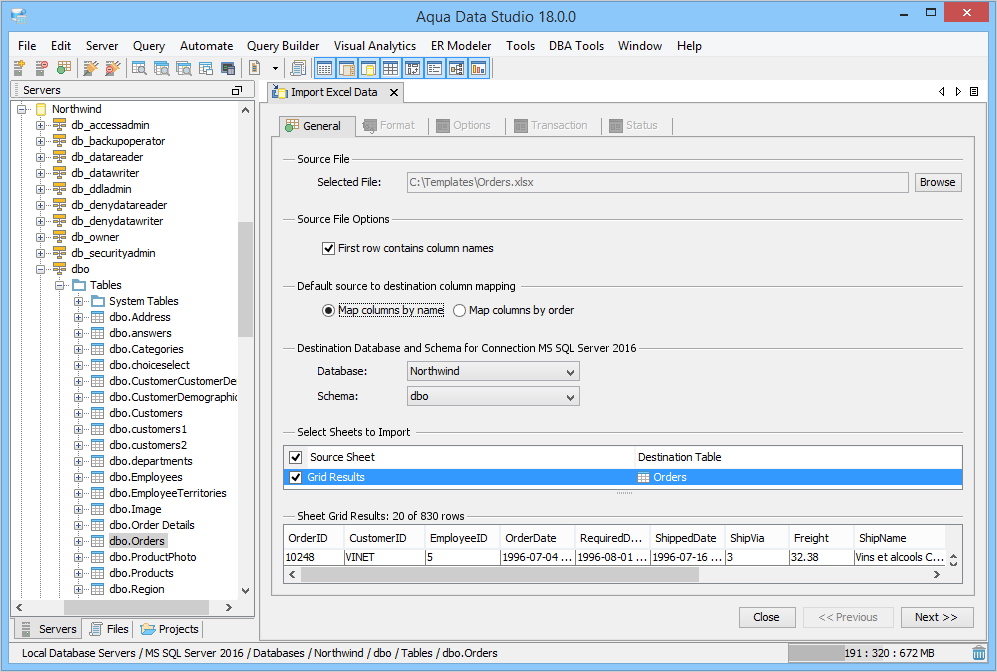 Aqua Data Studio 18.0.0
File Edit Server Query Automate Query Builder Visual Analytics ER Modeler Tools DBA Tools Window Help
Servers
Northwind
db_accessadmin
db_backupoperator
db_datareader
db_datawriter
db_ddladmin
db_denydatareader
db_denydatawriter
db_owner
db_securityadmin
dbo
Tables
System Tables
dbo.Address
dbo.answers
dbo.Categories
dbo.choiceselect
dbo.CustomerCustomerDe
dbo.CustomerDemographic
dbo.Customers
dbo.customers1
dbo.customers2
dbo.departments
dbo.Employees
dbo.EmployeeTerritories
dbo.Image
dbo.Order Details
dbo.Orders
dbo.ProductPhoto
dbo.Products
dbo.Region
Servers Files Projects
Import Excel Data
General Format Options Transaction Status
Source File
Selected File: C:\Templates\Orders.xlsx Browse
Source File Options
First row contains column names
Default source to destination column mapping
Map columns by name Map columns by order
Destination Database and Schema for Connection MS SQL Server 2016
Database: Northwind
Schema: dbo
Select Sheets to Import
Source Sheet Destination Table
Grid Results Orders
Sheet Grid Results: 20 of 830 rows
OrderID CustomerID EmployeeID OrderDate RequiredD... ShippedDate ShipVia Freight ShipName
10248 VINET 5 1996-07-04 ... 1996-08-01 ... 1996-07-16 ... 3 32.38 Vins et alcools C...
Close << Previous Next >>
Local Database Servers / MS SQL Server 2016 / Databases / Northwind / dbo / Tables / dbo.Orders 191 : 320 : 672 MB